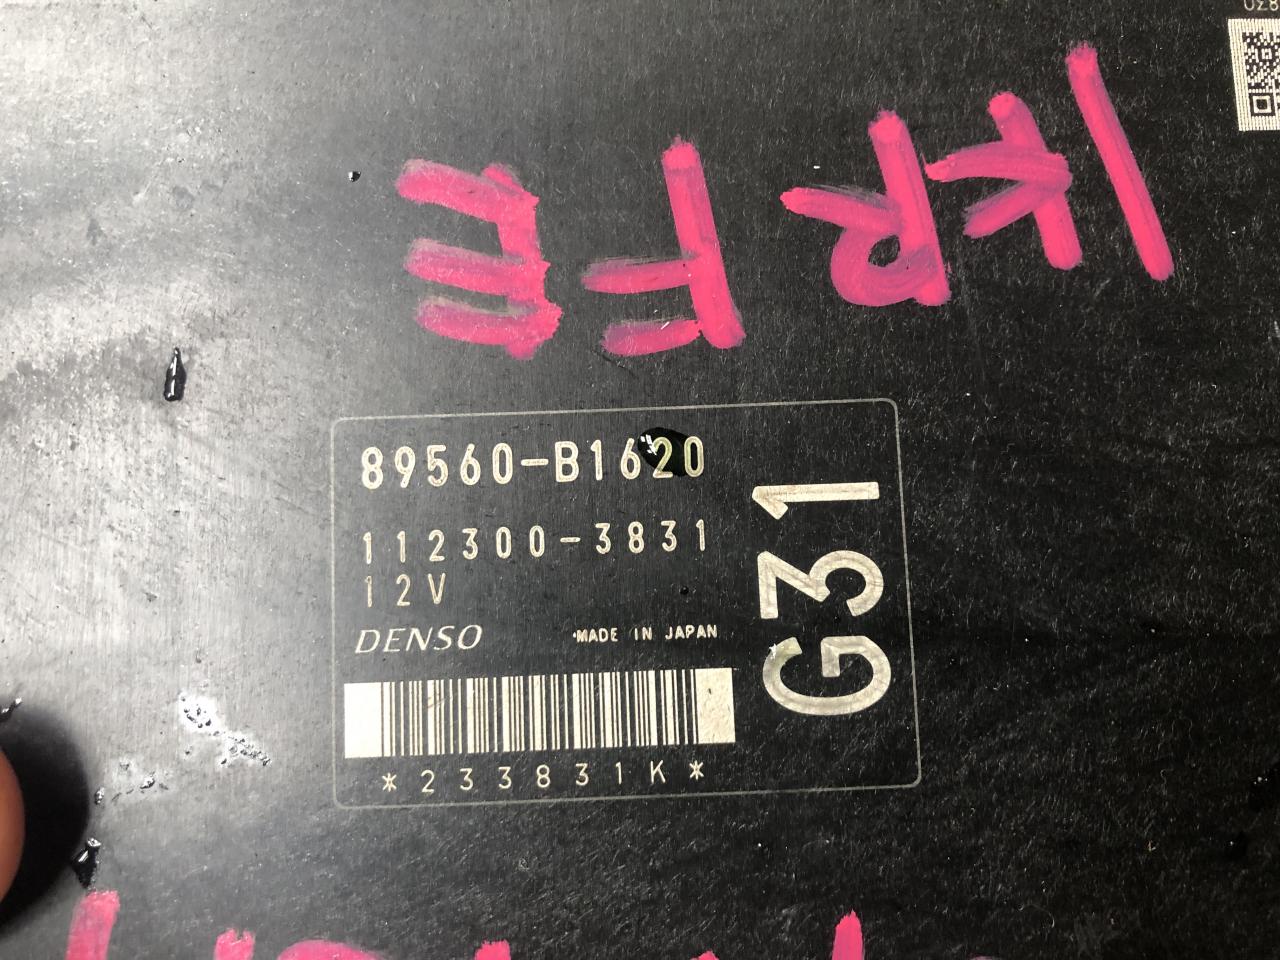 1KR FE
89560-B1620
112300-3831
12V
DENSO MADE IN JAPAN
G31
*233831K*